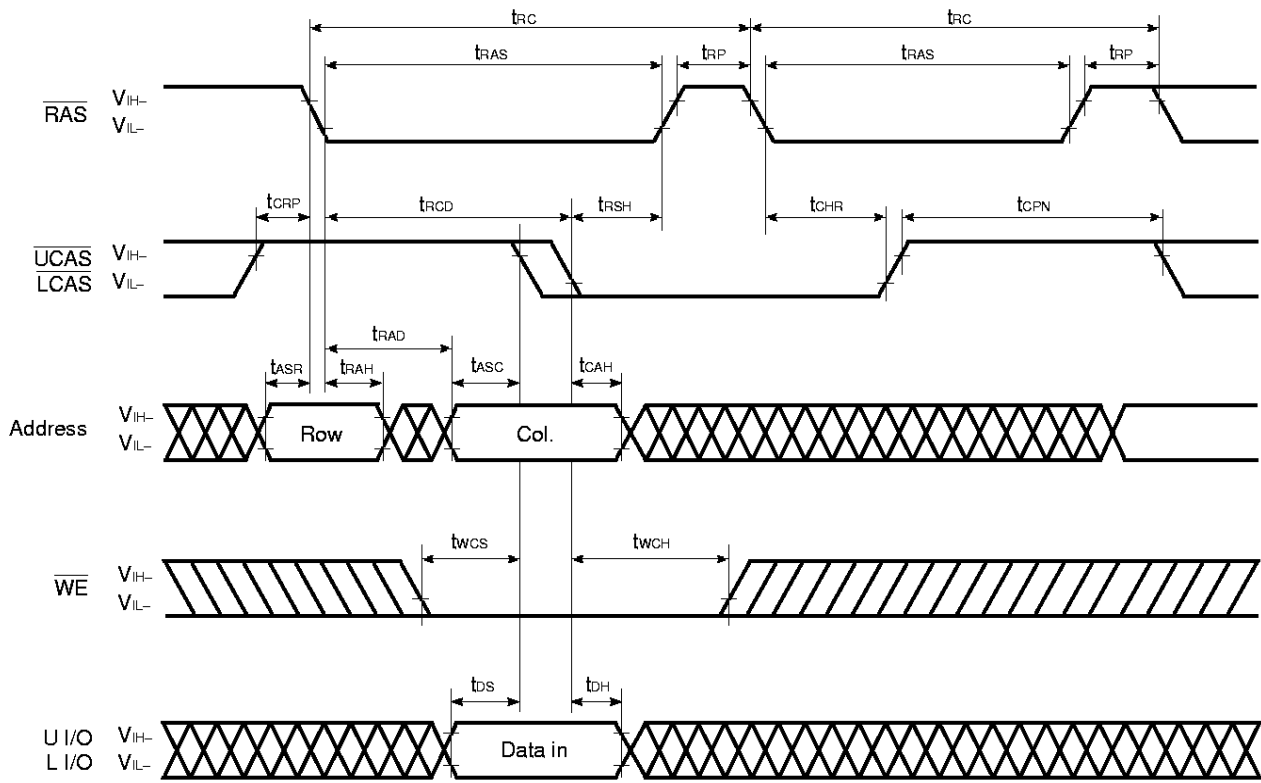 tRC tRC
tRAS tRP tRAS tRP
RAS VIH–
VIL–
tCRP tRCD tRSH tCHR tCPN
UCAS VIH–
LCAS VIL–
tRAD
tASR tRAH tASC tCAH
Address VIH–
VIL–
Row Col.
tWCS tWCH
WE VIH–
VIL–
tDS tDH
U I/O VIH–
L I/O VIL–
Data in